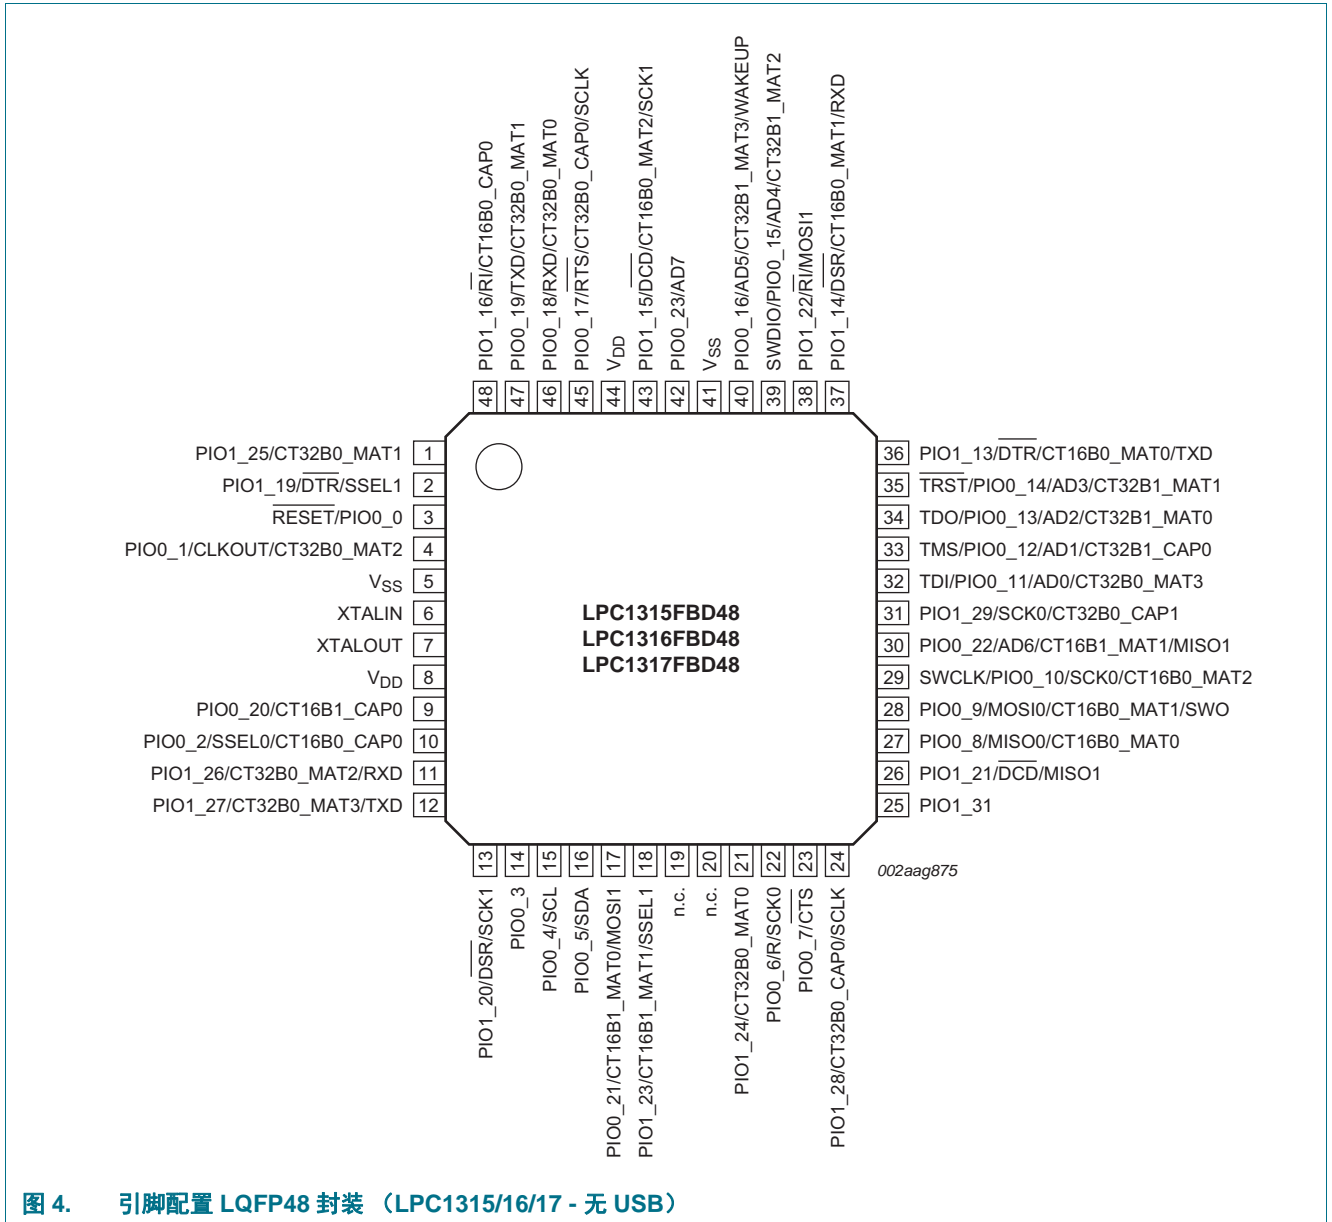 48 PIO1_16/RI/CT16B0_CAP0
47 PIO0_19/TXD/CT32B0_MAT1
46 PIO0_18/RXD/CT32B0_MAT0
45 PIO0_17/RTS/CT32B0_CAP0/SCLK
44 VDD
43 PIO1_15/DCD/CT16B0_MAT2/SCK1
42 PIO0_23/AD7
41 VSS
40 PIO0_16/AD5/CT32B1_MAT3/WAKEUP
39 SWDIO/PIO0_15/AD4/CT32B1_MAT2
38 PIO1_22/RI/MOSI1
37 PIO1_14/DSR/CT16B0_MAT1/RXD
PIO1_25/CT32B0_MAT1 1
PIO1_19/DTR/SSEL1 2
RESET/PIO0_0 3
PIO0_1/CLKOUT/CT32B0_MAT2 4
VSS 5
XTALIN 6
XTALOUT 7
VDD 8
PIO0_20/CT16B1_CAP0 9
PIO0_2/SSEL0/CT16B0_CAP0 10
PIO1_26/CT32B0_MAT2/RXD 11
PIO1_27/CT32B0_MAT3/TXD 12
LPC1315FBD48
LPC1316FBD48
LPC1317FBD48
36 PIO1_13/DTR/CT16B0_MAT0/TXD
35 TRST/PIO0_14/AD3/CT32B1_MAT1
34 TDO/PIO0_13/AD2/CT32B1_MAT0
33 TMS/PIO0_12/AD1/CT32B1_CAP0
32 TDI/PIO0_11/AD0/CT32B0_MAT3
31 PIO1_29/SCK0/CT32B0_CAP1
30 PIO0_22/AD6/CT16B1_MAT1/MISO1
29 SWCLK/PIO0_10/SCK0/CT16B0_MAT2
28 PIO0_9/MOSI0/CT16B0_MAT1/SWO
27 PIO0_8/MISO0/CT16B0_MAT0
26 PIO1_21/DCD/MISO1
25 PIO1_31
PIO1_20/DSR/SCK1 13
PIO0_3 14
PIO0_4/SCL 15
PIO0_5/SDA 16
PIO0_21/CT16B1_MAT0/MOSI1 17
PIO1_23/CT16B1_MAT1/SSEL1 18
n.c. 19
n.c. 20
PIO1_24/CT32B0_MAT0 21
PIO0_6/R/SCK0 22
PIO0_7/CTS 23
PIO1_28/CT32B0_CAP0/SCLK 24
002aag875
图 4. 引脚配置 LQFP48 封装 （LPC1315/16/17 - 无 USB）